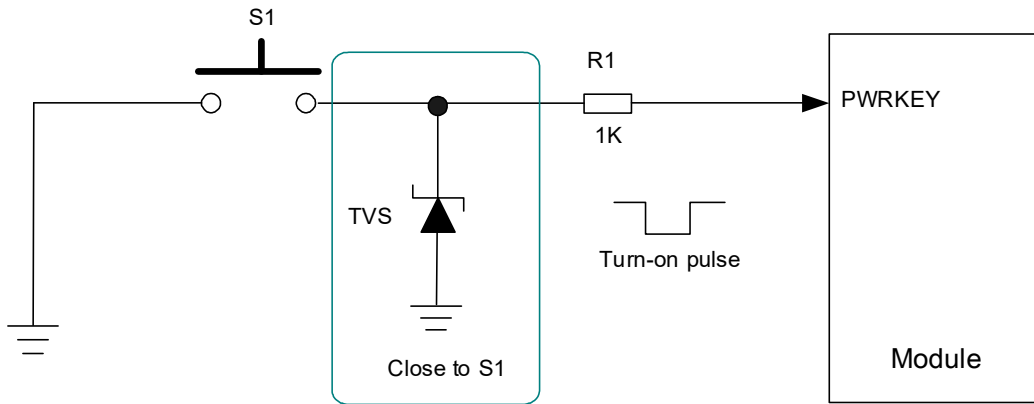 S1
R1
PWRKEY
1K
TVS
Turn-on pulse
Close to S1
Module